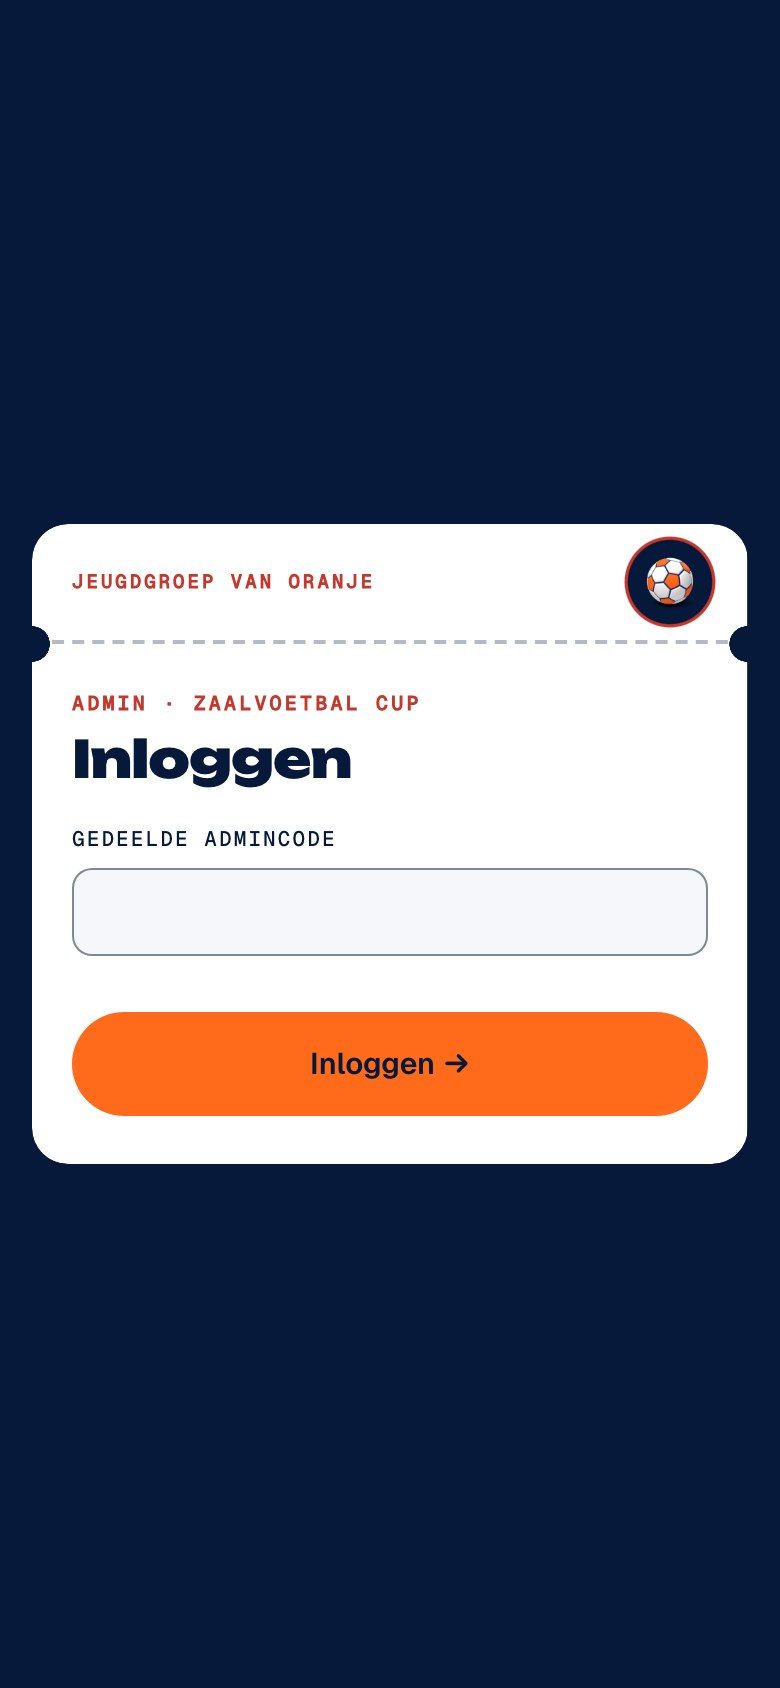 JEUGDGROEP VAN ORANJE
ADMIN · ZAALVOETBAL CUP
Inloggen
GEDEELDE ADMINCODE
Inloggen →